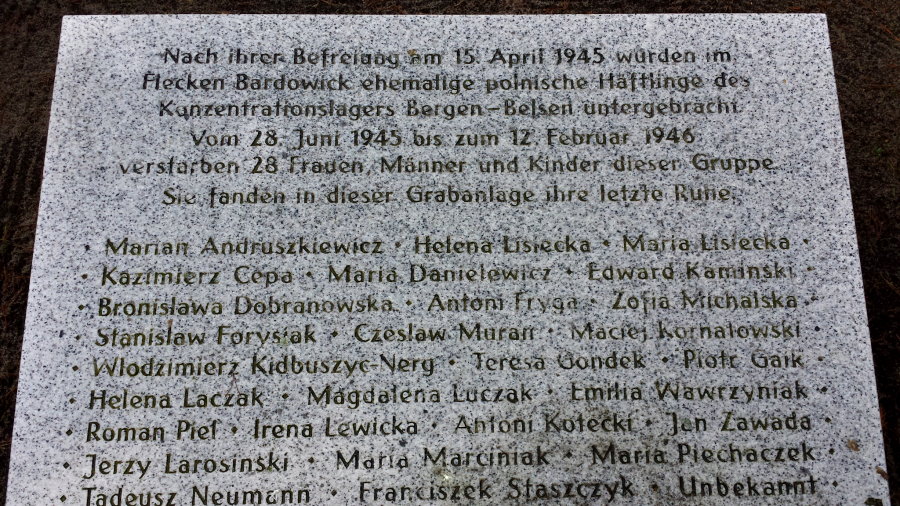 Nach ihrer Befreiung am 15. April 1945 wurden im
Flecken Bardowick ehemalige polnische Häftlinge des
Konzentrationslagers Bergen-Belsen untergebracht.
Vom 28. Juni 1945 bis zum 12. Februar 1946
verstarben 28 Frauen, Männer und Kinder dieser Gruppe.
Sie fanden in dieser Grabanlage ihre letzte Ruhe.
Marian Andruszkiewicz · Helena Lisiecka · Maria Lisiecka ·
· Kazimierz Cepa · Maria Danielewicz · Edward Kaminski ·
· Bronisława Dobranowska · Antoni Fryga · Zofia Michalska ·
· Stanisław Forysiak · Czesław Muran · Maciej Kornatowski ·
· Włodzimierz Kidbuszyc-Nerg · Teresa Gondek · Piotr Gaik ·
· Helena Laczak · Magdalena Łuczak · Emilia Wawrzyniak ·
· Roman Piel · Irena Lewicka · Antoni Kotecki · Jan Zawada ·
· Jerzy Larosinski · Maria Marciniak · Maria Piechaczek ·
· Tadeusz Neumann · Franciszek Staszczyk · Unbekannt ·